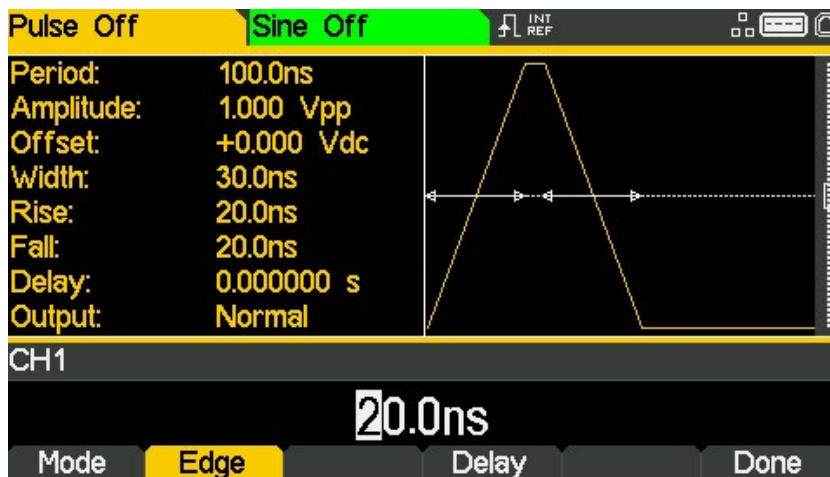 Pulse Off Sine Off INT REF
Period: 100.0ns
Amplitude: 1.000 Vpp
Offset: +0.000 Vdc
Width: 30.0ns
Rise: 20.0ns
Fall: 20.0ns
Delay: 0.000000 s
Output: Normal
CH1
20.0ns
Mode Edge Delay Done